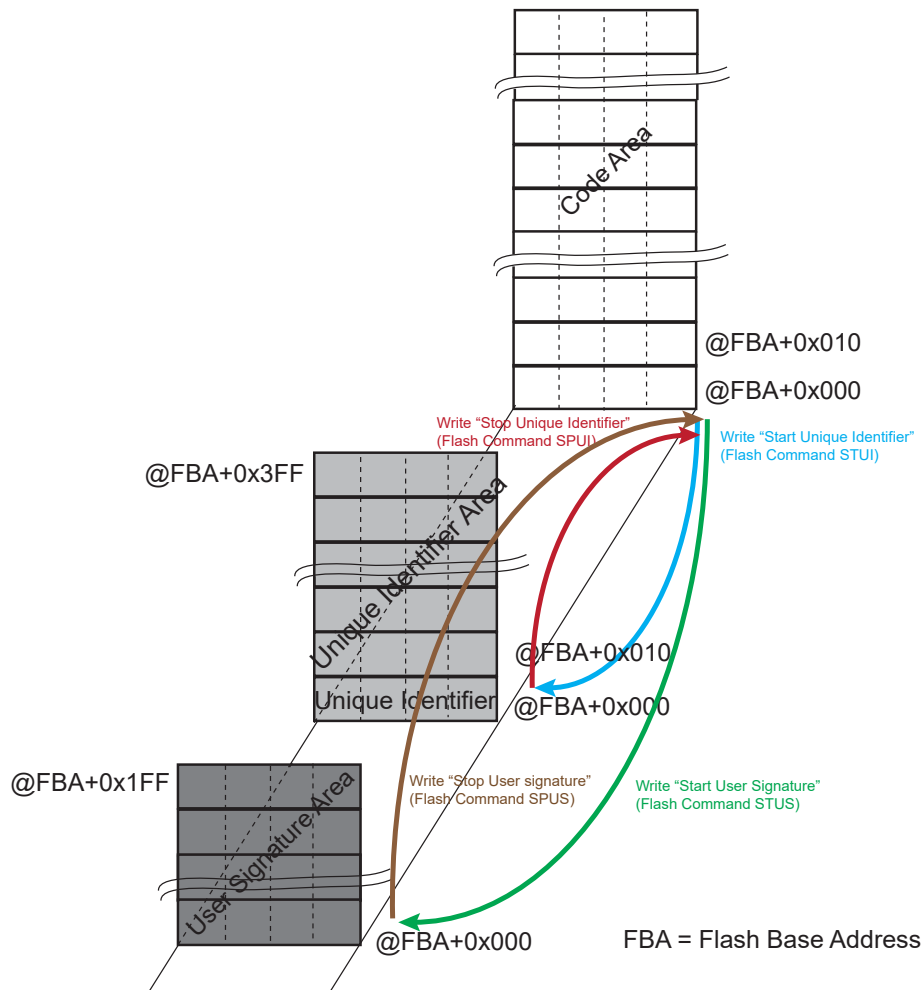 Code Area
@FBA+0x010
@FBA+0x000
Write “Stop Unique Identifier”
(Flash Command SPUI)
Write “Start Unique Identifier”
(Flash Command STUI)
@FBA+0x3FF
Unique Identifier Area
@FBA+0x010
Unique Identifier
@FBA+0x000
@FBA+0x1FF
Write “Stop User signature”
(Flash Command SPUS)
Write “Start User Signature”
(Flash Command STUS)
User Signature Area
@FBA+0x000
FBA = Flash Base Address